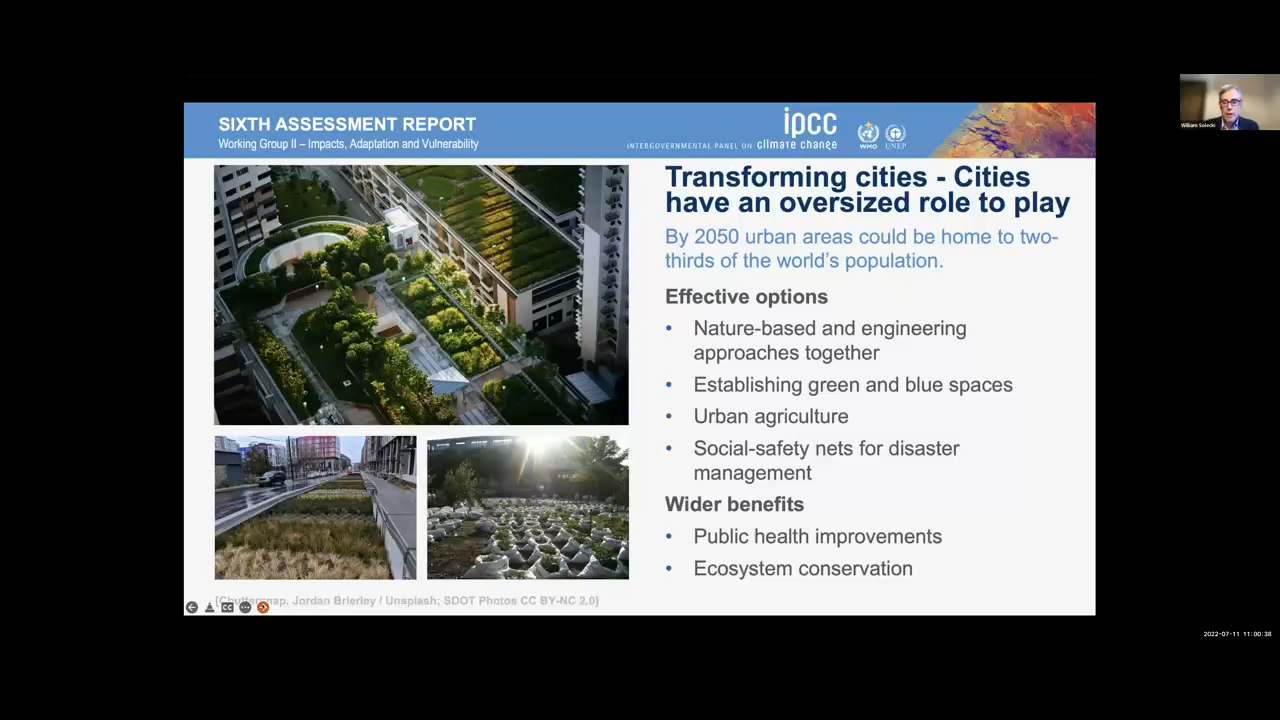 SIXTH ASSESSMENT REPORT
Working Group II – Impacts, Adaptation and Vulnerability
ipcc
INTERGOVERNMENTAL PANEL ON climate change
WMO
UNEP
William Solecki
Transforming cities - Cities
have an oversized role to play
By 2050 urban areas could be home to two-
thirds of the world's population.
Effective options
• Nature-based and engineering
approaches together
• Establishing green and blue spaces
• Urban agriculture
• Social-safety nets for disaster
management
Wider benefits
• Public health improvements
• Ecosystem conservation
[Chuttersnap, Jordan Brierley / Unsplash; SDOT Photos CC BY-NC 2.0]
CC
2022-07-11 11:00:38